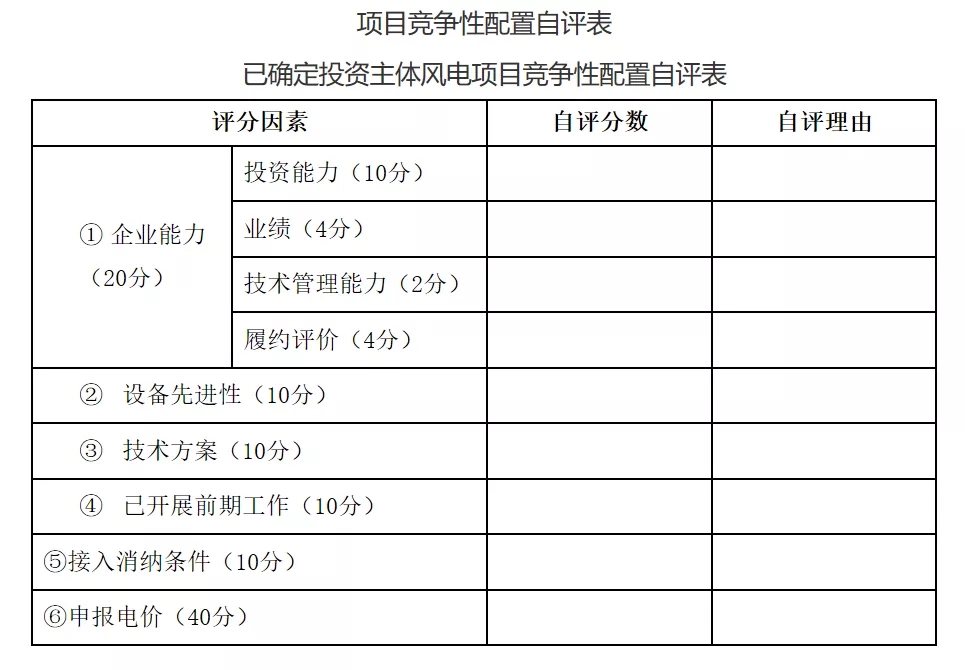 项目竞争性配置自评表
已确定投资主体风电项目竞争性配置自评表
评分因素 自评分数 自评理由
① 企业能力
（20分）
投资能力（10分）
业绩（4分）
技术管理能力（2分）
履约评价（4分）
② 设备先进性（10分）
③ 技术方案（10分）
④ 已开展前期工作（10分）
⑤接入消纳条件（10分）
⑥申报电价（40分）